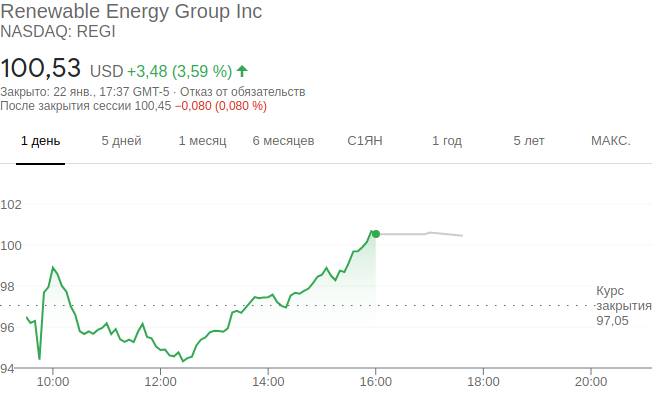 Renewable Energy Group Inc
NASDAQ: REGI
100,53 USD +3,48 (3,59 %)
Закрыто: 22 янв., 17:37 GMT-5 · Отказ от обязательств
После закрытия сессии 100,45 −0,080 (0,080 %)
1 день 5 дней 1 месяц 6 месяцев С1ЯН 1 год 5 лет МАКС.
102
100
98
Курс
закрытия
97,05
96
94
10:00 12:00 14:00 16:00 18:00 20:00